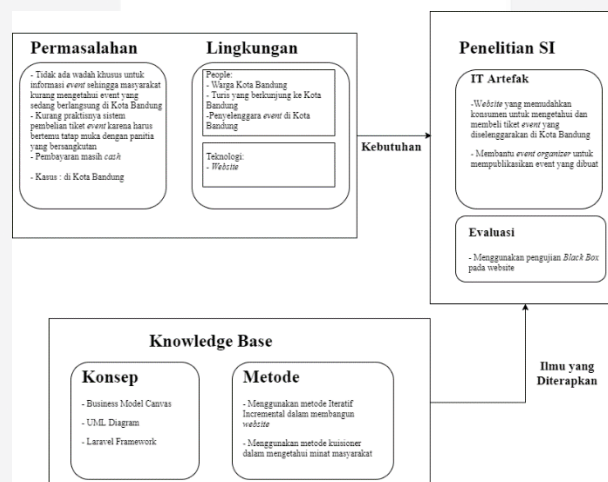 Permasalahan
- Tidak ada wadah khusus untuk
informasi event sehingga masyarakat
kurang mengetahui event yang
sedang berlangsung di Kota Bandung
- Kurang praktisnya sistem
pembelian tiket event karena harus
bertemu tatap muka dengan panitia
yang bersangkutan
- Pembayaran masih cash
- Kasus : di Kota Bandung
Lingkungan
People:
- Warga Kota Bandung
- Turis yang berkunjung ke Kota
Bandung
-Penyelenggara event di Kota
Bandung
Teknologi:
- Website
Kebutuhan
Penelitian SI
IT Artefak
-Website yang memudahkan
konsumen untuk mengetahui dan
membeli tiket event yang
diselenggarakan di Kota Bandung
- Membantu event organizer untuk
mempublikasikan event yang dibuat
Evaluasi
- Menggunakan pengujian Black Box
pada website
Knowledge Base
Konsep
- Business Model Canvas
- UML Diagram
- Laravel Framework
Metode
- Menggunakan metode Iteratif
Incremental dalam membangun
website
- Menggunakan metode kuisioner
dalam mengetahui minat masyarakat
Ilmu yang
Diterapkan